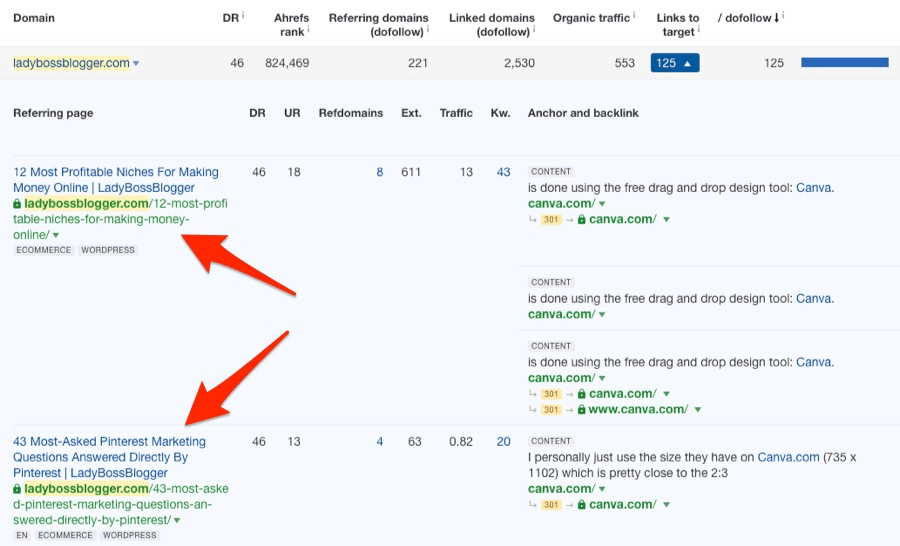 Domain DR i Ahrefs rank i Referring domains (dofollow) i Linked domains (dofollow) i Organic traffic i Links to target i / dofollow i
ladybossblogger.com 46 824,469 221 2,530 553 125 125
Referring page DR UR Refdomains Ext. Traffic Kw. Anchor and backlink
12 Most Profitable Niches For Making
Money Online | LadyBossBlogger
ladybossblogger.com/12-most-profi
table-niches-for-making-money-
online/
ECOMMERCE WORDPRESS
46 18 8 611 13 43
CONTENT
is done using the free drag and drop design tool: Canva.
canva.com/
301 → canva.com/
CONTENT
is done using the free drag and drop design tool: Canva.
canva.com/
CONTENT
is done using the free drag and drop design tool: Canva.
canva.com/
301 → canva.com/
301 → www.canva.com/
43 Most-Asked Pinterest Marketing
Questions Answered Directly By
Pinterest | LadyBossBlogger
ladybossblogger.com/43-most-aske
d-pinterest-marketing-questions-an-
swered-directly-by-pinterest/
EN ECOMMERCE WORDPRESS
46 13 4 63 0.82 20
CONTENT
I personally just use the size they have on Canva.com (735 x
1102) which is pretty close to the 2:3
canva.com/
301 → canva.com/